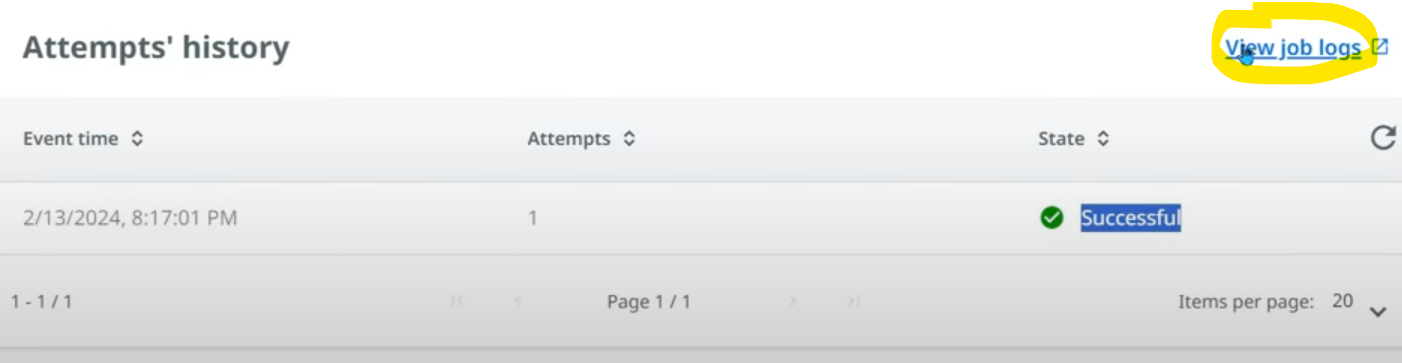 Attempts' history View job logs
Event time Attempts State
2/13/2024, 8:17:01 PM 1 Successful
1 - 1 / 1 Page 1 / 1 Items per page: 20